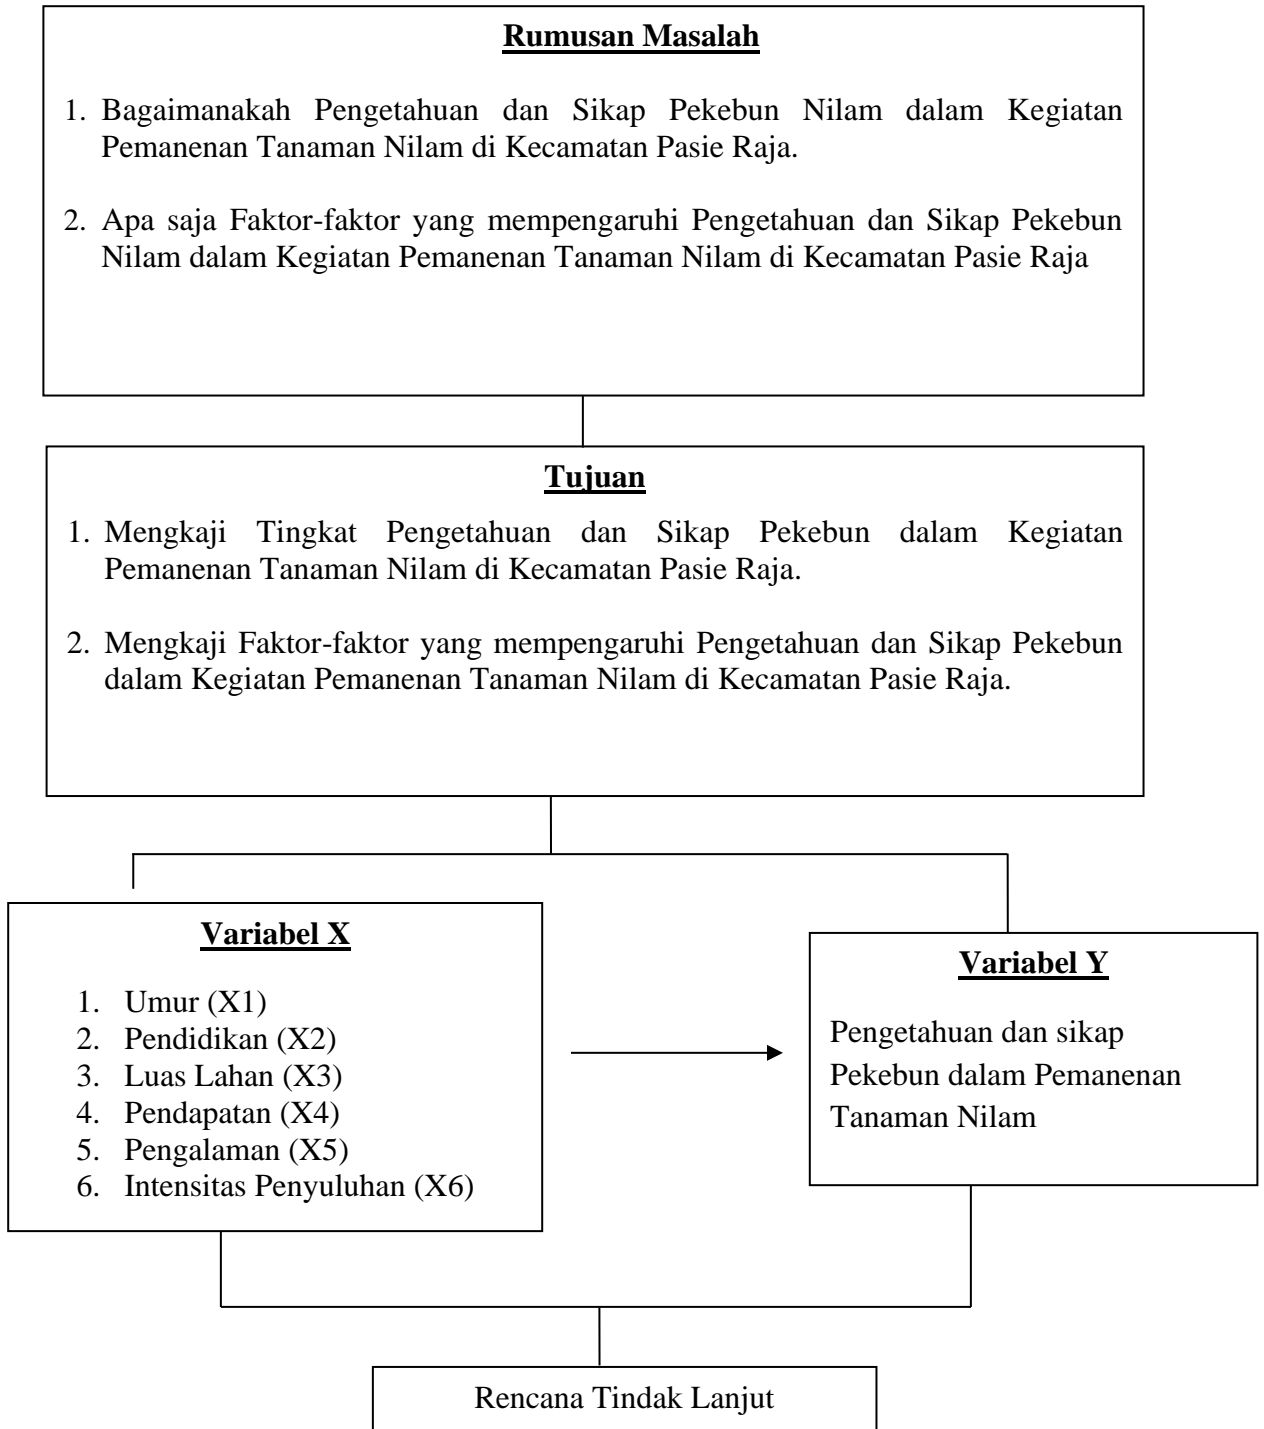 Rumusan Masalah
1. Bagaimanakah Pengetahuan dan Sikap Pekebun Nilam dalam Kegiatan
Pemanenan Tanaman Nilam di Kecamatan Pasie Raja.
2. Apa saja Faktor-faktor yang mempengaruhi Pengetahuan dan Sikap Pekebun
Nilam dalam Kegiatan Pemanenan Tanaman Nilam di Kecamatan Pasie Raja
Tujuan
1. Mengkaji Tingkat Pengetahuan dan Sikap Pekebun dalam Kegiatan
Pemanenan Tanaman Nilam di Kecamatan Pasie Raja.
2. Mengkaji Faktor-faktor yang mempengaruhi Pengetahuan dan Sikap Pekebun
dalam Kegiatan Pemanenan Tanaman Nilam di Kecamatan Pasie Raja.
Variabel X
1. Umur (X1)
2. Pendidikan (X2)
3. Luas Lahan (X3)
4. Pendapatan (X4)
5. Pengalaman (X5)
6. Intensitas Penyuluhan (X6)
Variabel Y
Pengetahuan dan sikap
Pekebun dalam Pemanenan
Tanaman Nilam
Rencana Tindak Lanjut